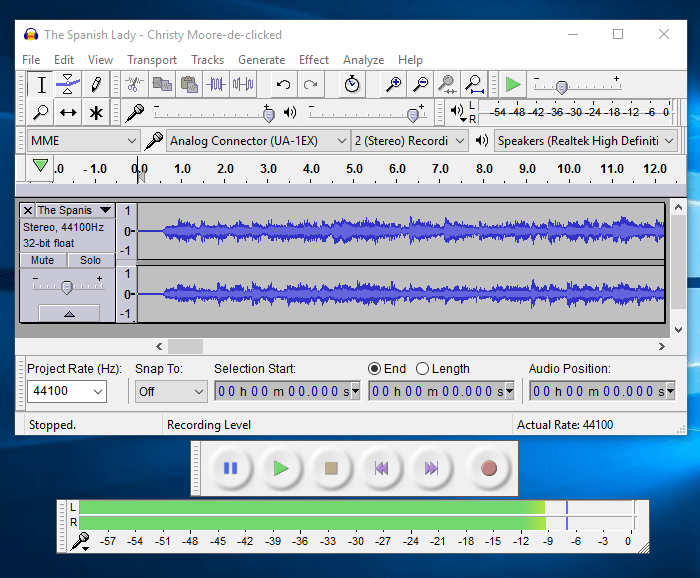 The Spanish Lady - Christy Moore-de-clicked
File Edit View Transport Tracks Generate Effect Analyze Help
L
R
-54 -48 -42 -36 -30 -24 -18 -12 -6 0
MME
Analog Connector (UA-1EX)
2 (Stereo) Recordi
Speakers (Realtek High Definiti
.0 - 1.0 0.0 1.0 2.0 3.0 4.0 5.0 6.0 7.0 8.0 9.0 10.0 11.0 12.0
The Spanis
Stereo, 44100Hz
32-bit float
Mute Solo
- +
1
0-
-1
1
0-
-1
Project Rate (Hz): Snap To: Selection Start: End Length Audio Position:
44100 Off 00 h 00 m 00.000 s 00 h 00 m 00.000 s 00 h 00 m 00.000 s
Stopped. Recording Level Actual Rate: 44100
L
R
-57 -54 -51 -48 -45 -42 -39 -36 -33 -30 -27 -24 -21 -18 -15 -12 -9 -6 -3 0